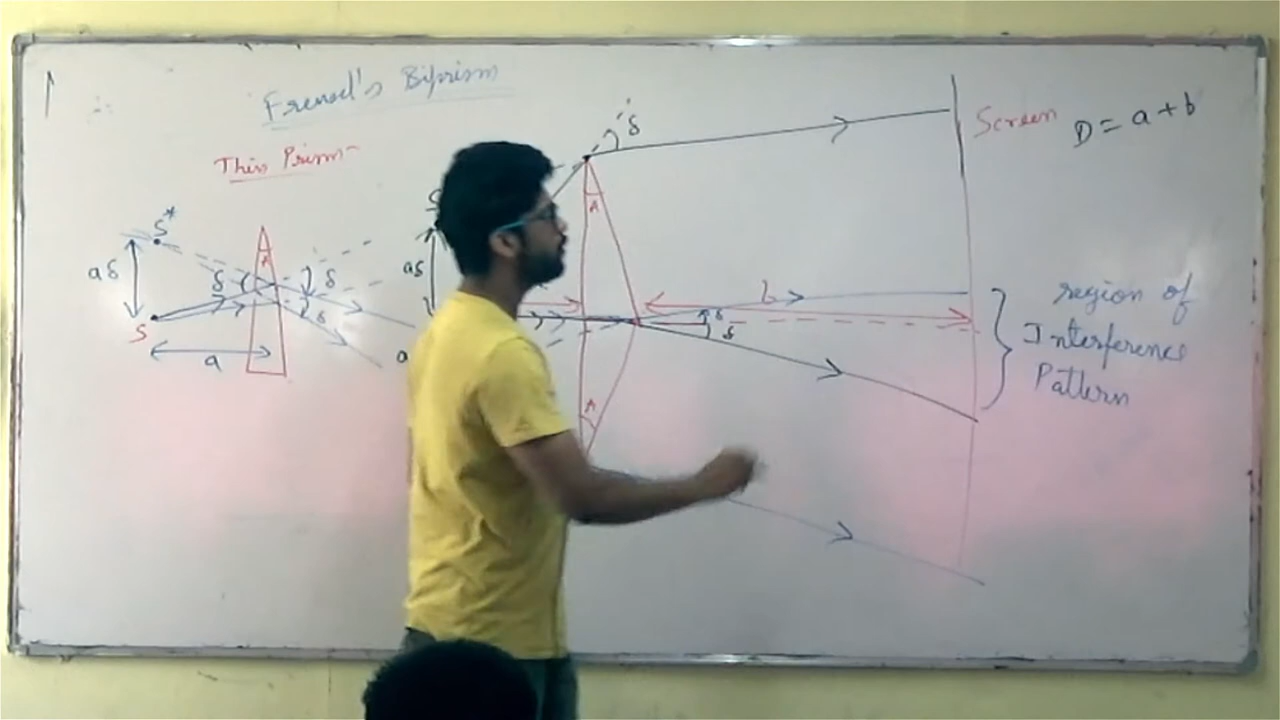 Fresnel's Biprism
Thin Prism-
S*
aδ
S
a
A
δ
δ
δ
aδ
a
δ
A
A
b
δ
δ
Screen
D = a + b
region of
Interference
Pattern